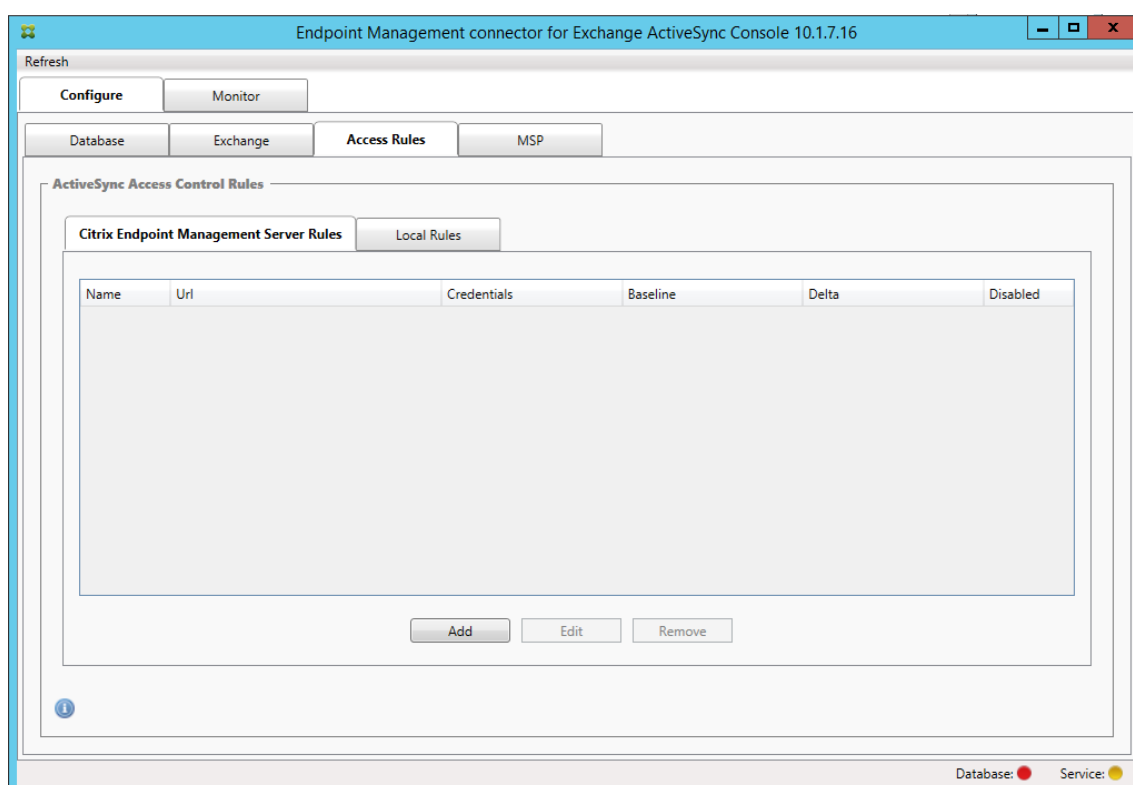 Endpoint Management connector for Exchange ActiveSync Console 10.1.7.16
Refresh
Configure Monitor
Database Exchange Access Rules MSP
ActiveSync Access Control Rules
Citrix Endpoint Management Server Rules Local Rules
Name Url Credentials Baseline Delta Disabled
Add Edit Remove
Database: Service: